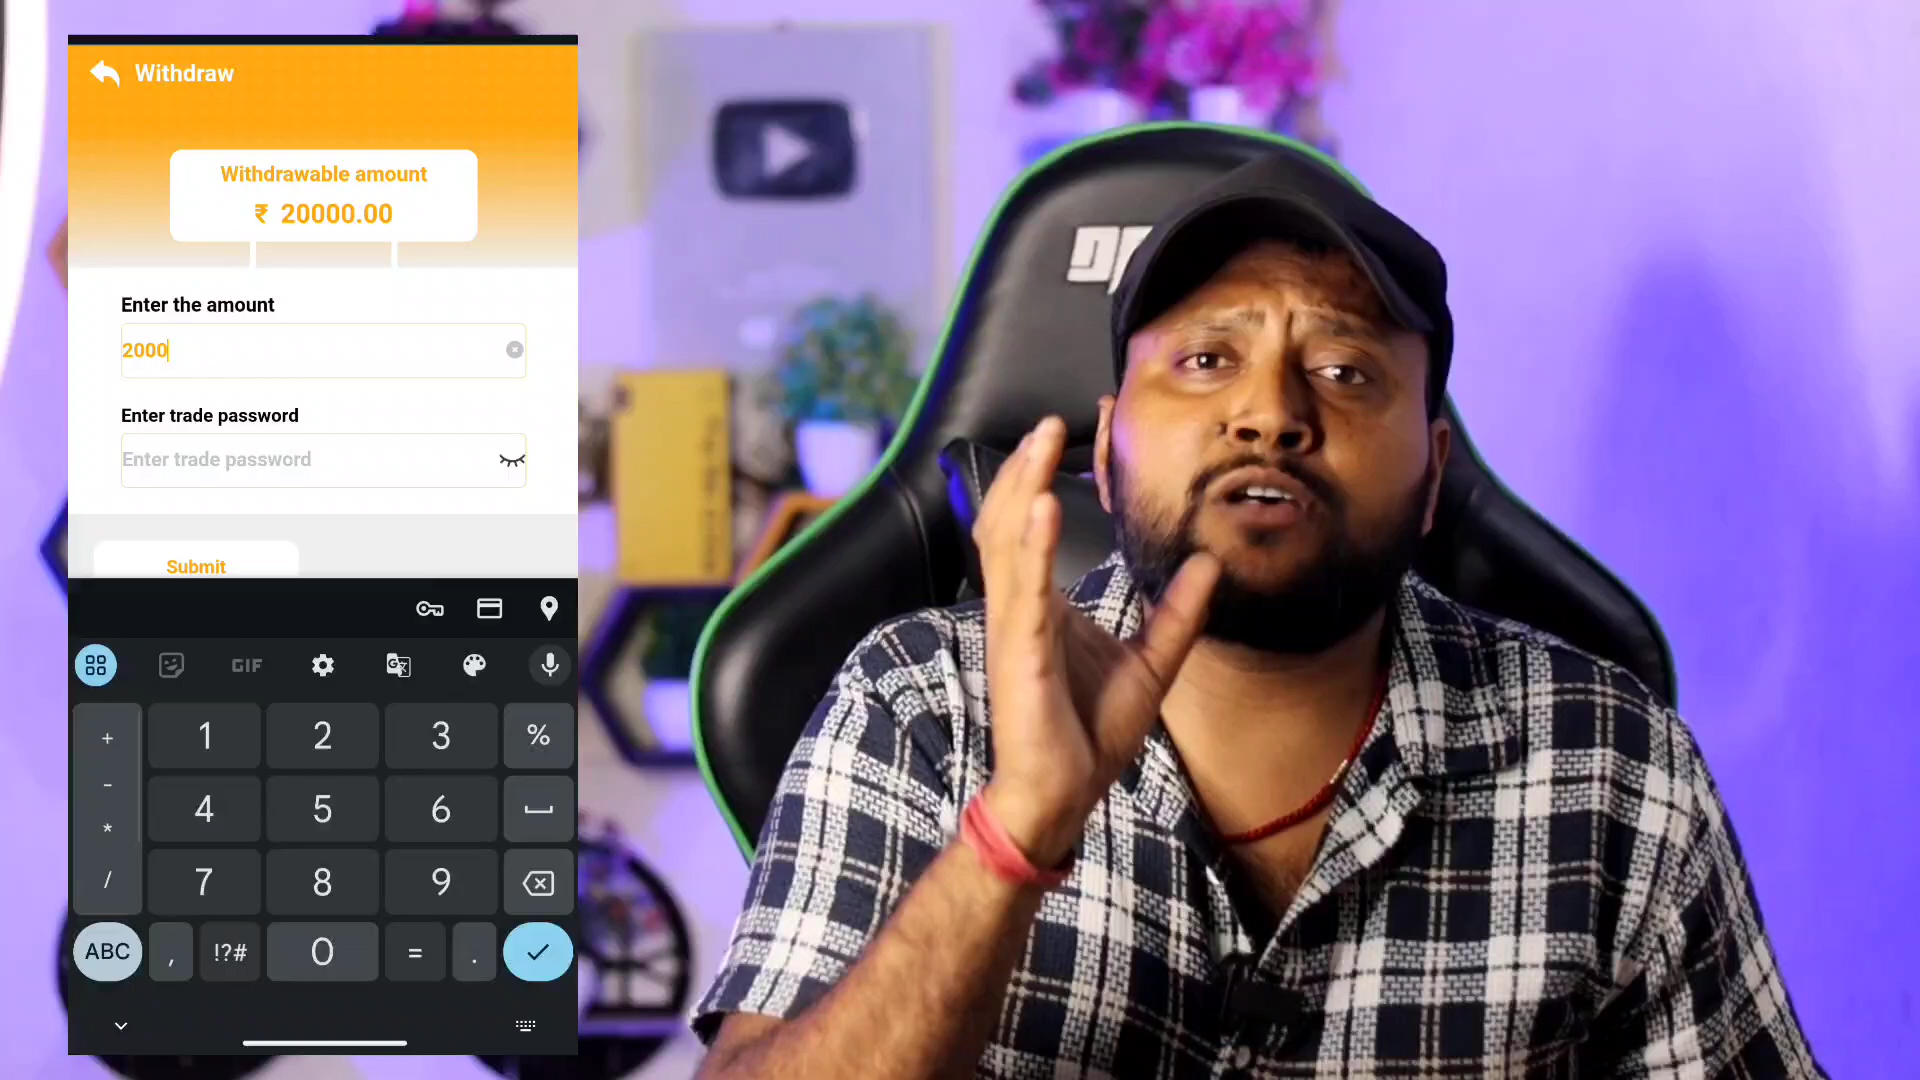 Withdraw
Withdrawable amount
₹ 20000.00
Enter the amount
2000
Enter trade password
Enter trade password
Submit
GIF
+ 1 2 3 %
- 4 5 6
*
/ 7 8 9
ABC , !?# 0 = .